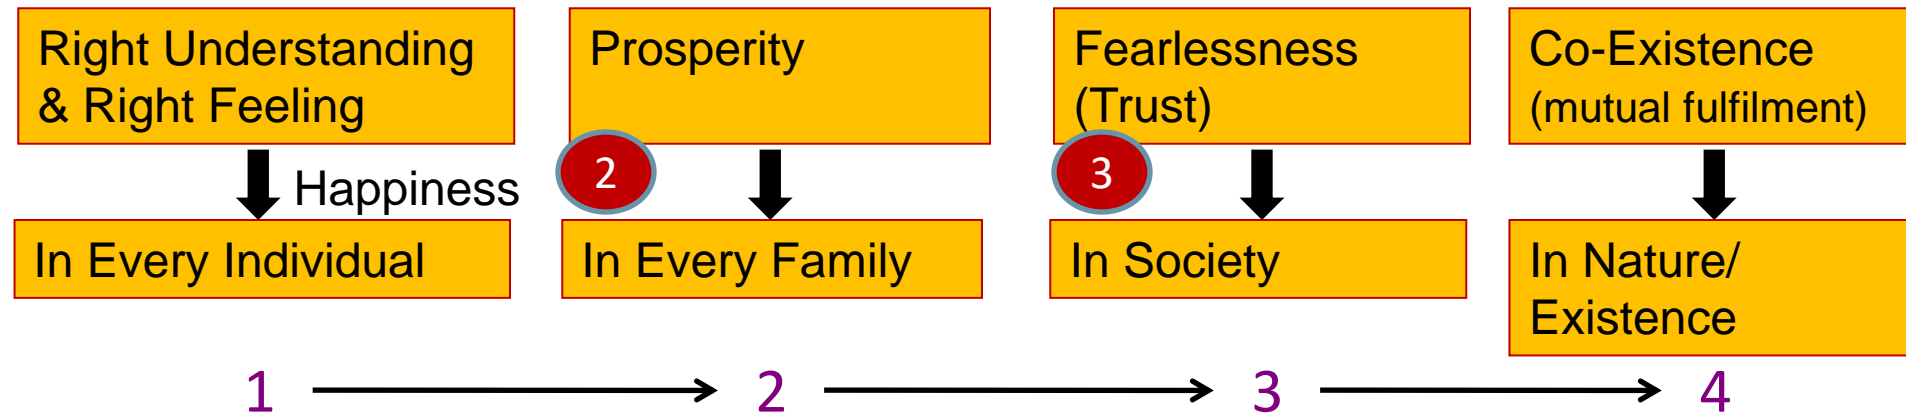 Right Understanding
& Right Feeling
Prosperity
Fearlessness
(Trust)
Co-Existence
(mutual fulfilment)
Happiness
2
3
In Every Individual
In Every Family
In Society
In Nature/
Existence
1
2
3
4